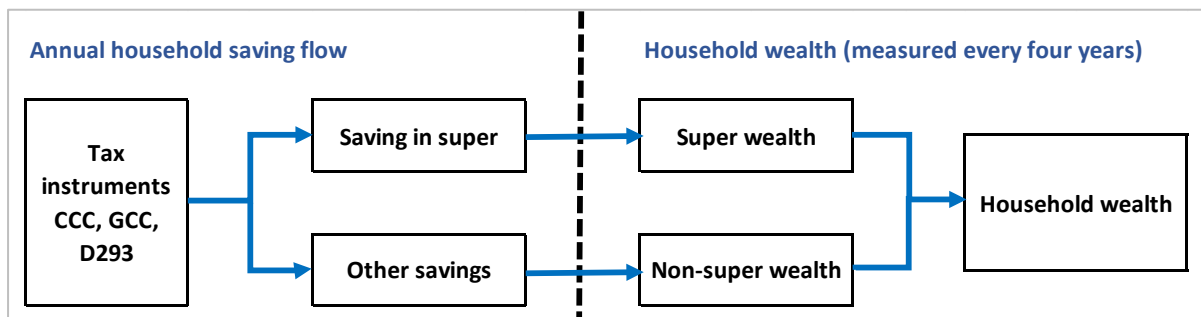 Annual household saving flow
Household wealth (measured every four years)
Tax
instruments
CCC, GCC,
D293
Saving in super
Other savings
Super wealth
Non-super wealth
Household wealth